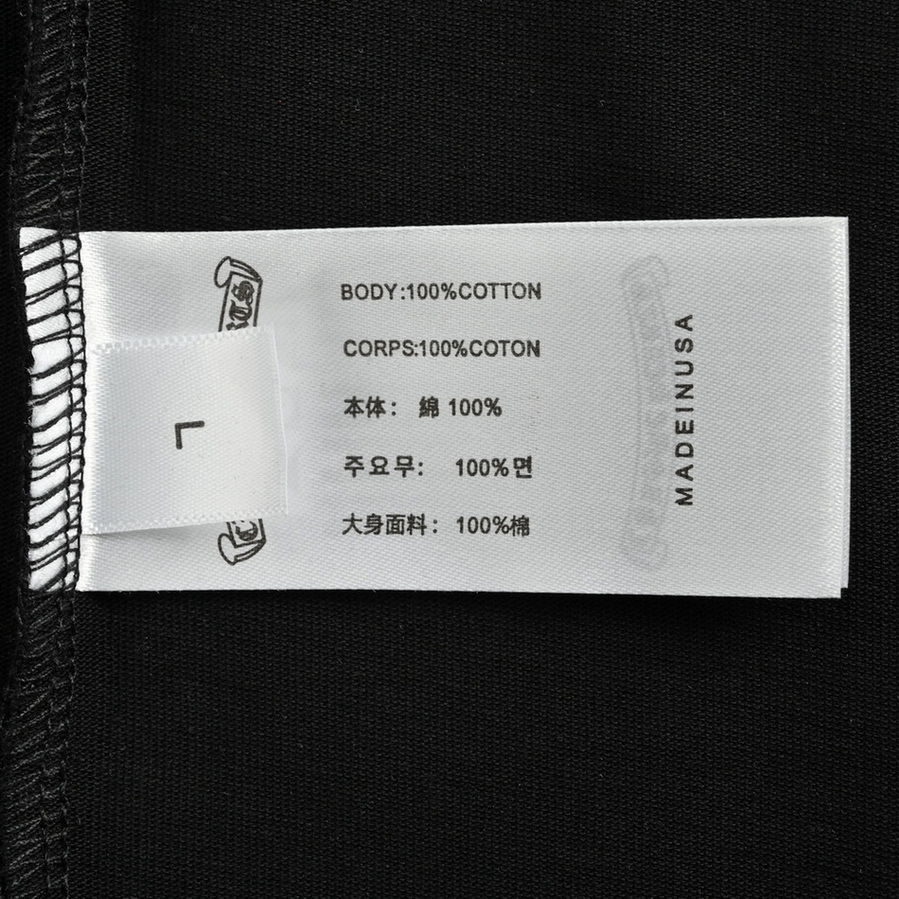 BODY:100%COTTON
CORPS:100%COTON
本体： 綿 100%
주요무: 100%면
大身面料： 100%棉
MADEINUSA
L